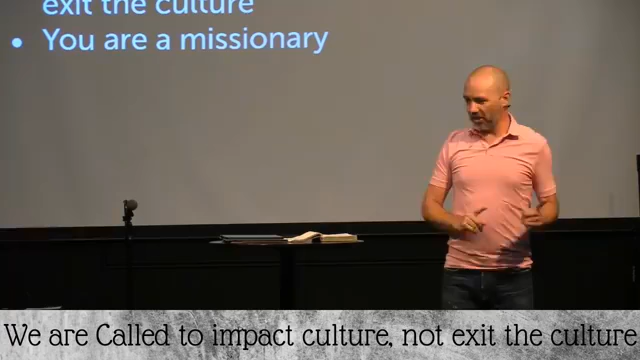 exit the culture
• You are a missionary
We are Called to impact culture, not exit the culture